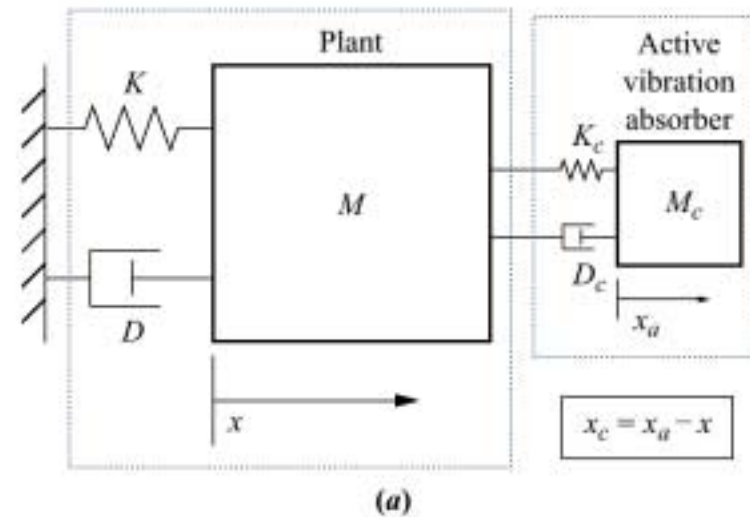 Plant
Active
vibration
absorber
K
K_c
M
M_c
D
D_c
x_a
x
x_c = x_a − x
(a)